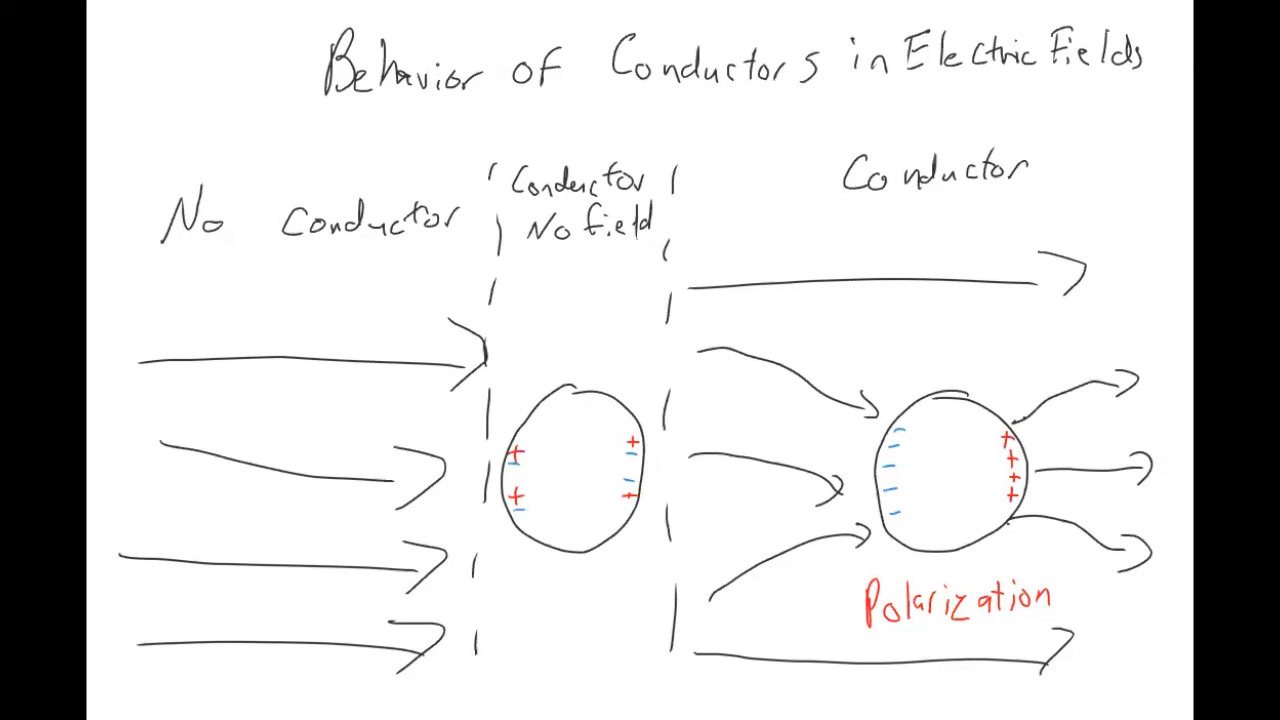 Behavior of Conductors in Electric Fields
No conductor
Conductor
No field
Conductor
+ +
- -
+ -
- +
- +
- +
- +
- +
-
Polarization